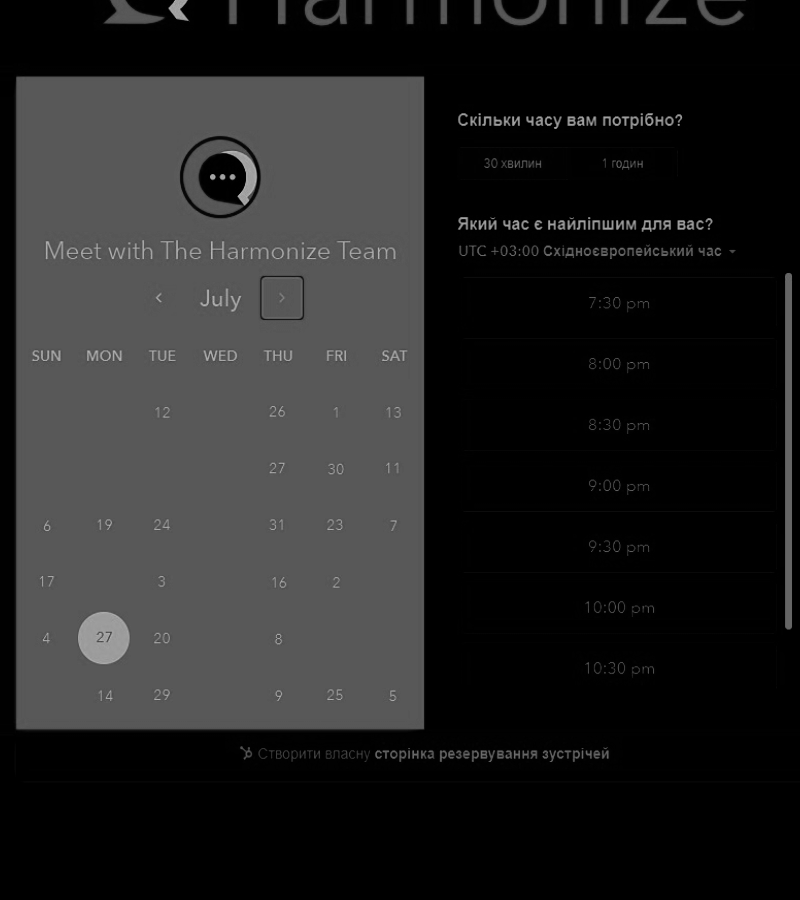 Harmonize
Meet with The Harmonize Team
July
SUN MON TUE WED THU FRI SAT
12 26 1 13
27 30 11
6 19 24 31 23 7
17 3 16 2
4 27 20 8
14 29 9 25 5
Скільки часу вам потрібно?
30 хвилин 1 годин
Який час є найліпшим для вас?
UTC +03:00 Східноєвропейський час
7:30 pm
8:00 pm
8:30 pm
9:00 pm
9:30 pm
10:00 pm
10:30 pm
Створити власну сторінка резервування зустрічей